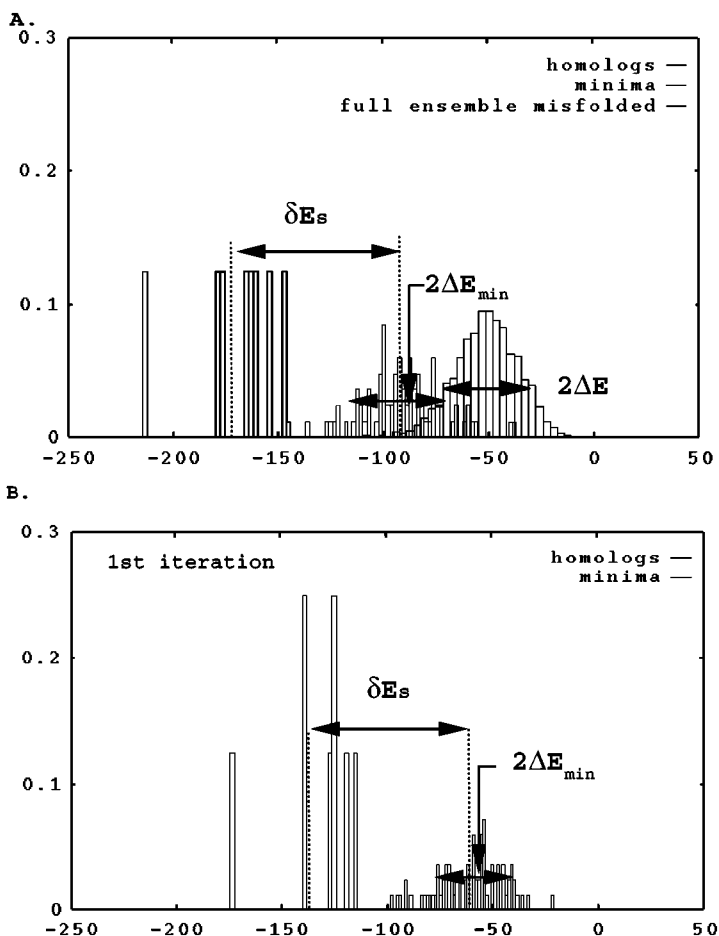 A.
0.3
homologs
minima
full ensemble misfolded
0.2
δEs
2ΔEmin
0.1
2ΔE
0
-250 -200 -150 -100 -50 0 50
B.
0.3
1st iteration
homologs
minima
0.2
δEs
2ΔEmin
0.1
0
-250 -200 -150 -100 -50 0 50